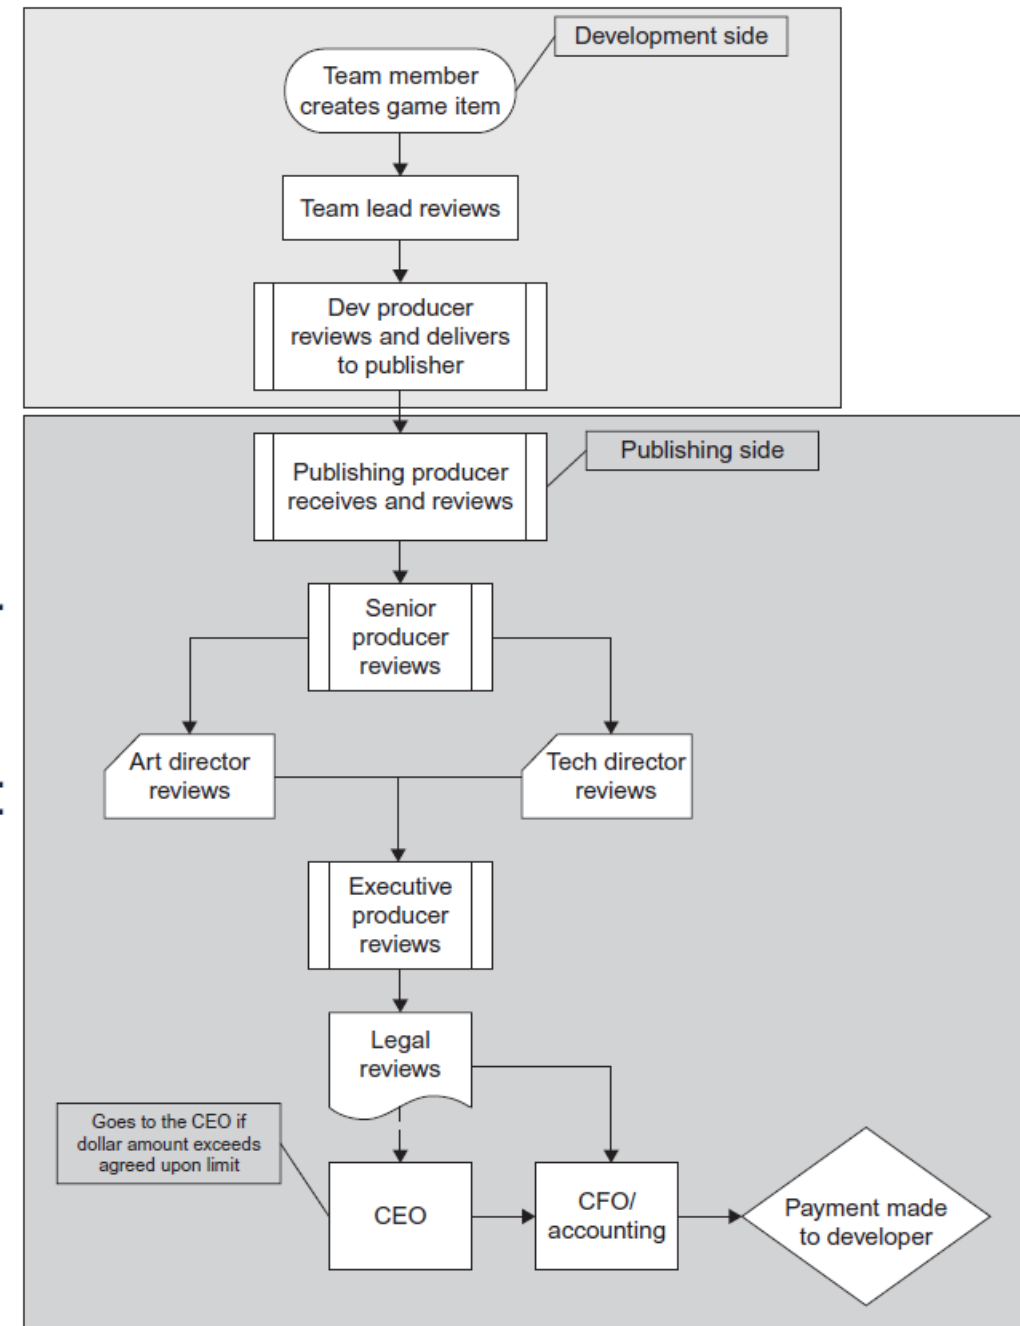 Development side
Team member
creates game item
Team lead reviews
Dev producer
reviews and delivers
to publisher
Publishing side
Publishing producer
receives and reviews
Senior
producer
reviews
Art director
reviews
Tech director
reviews
Executive
producer
reviews
Legal
reviews
Goes to the CEO if
dollar amount exceeds
agreed upon limit
CEO
CFO/
accounting
Payment made
to developer